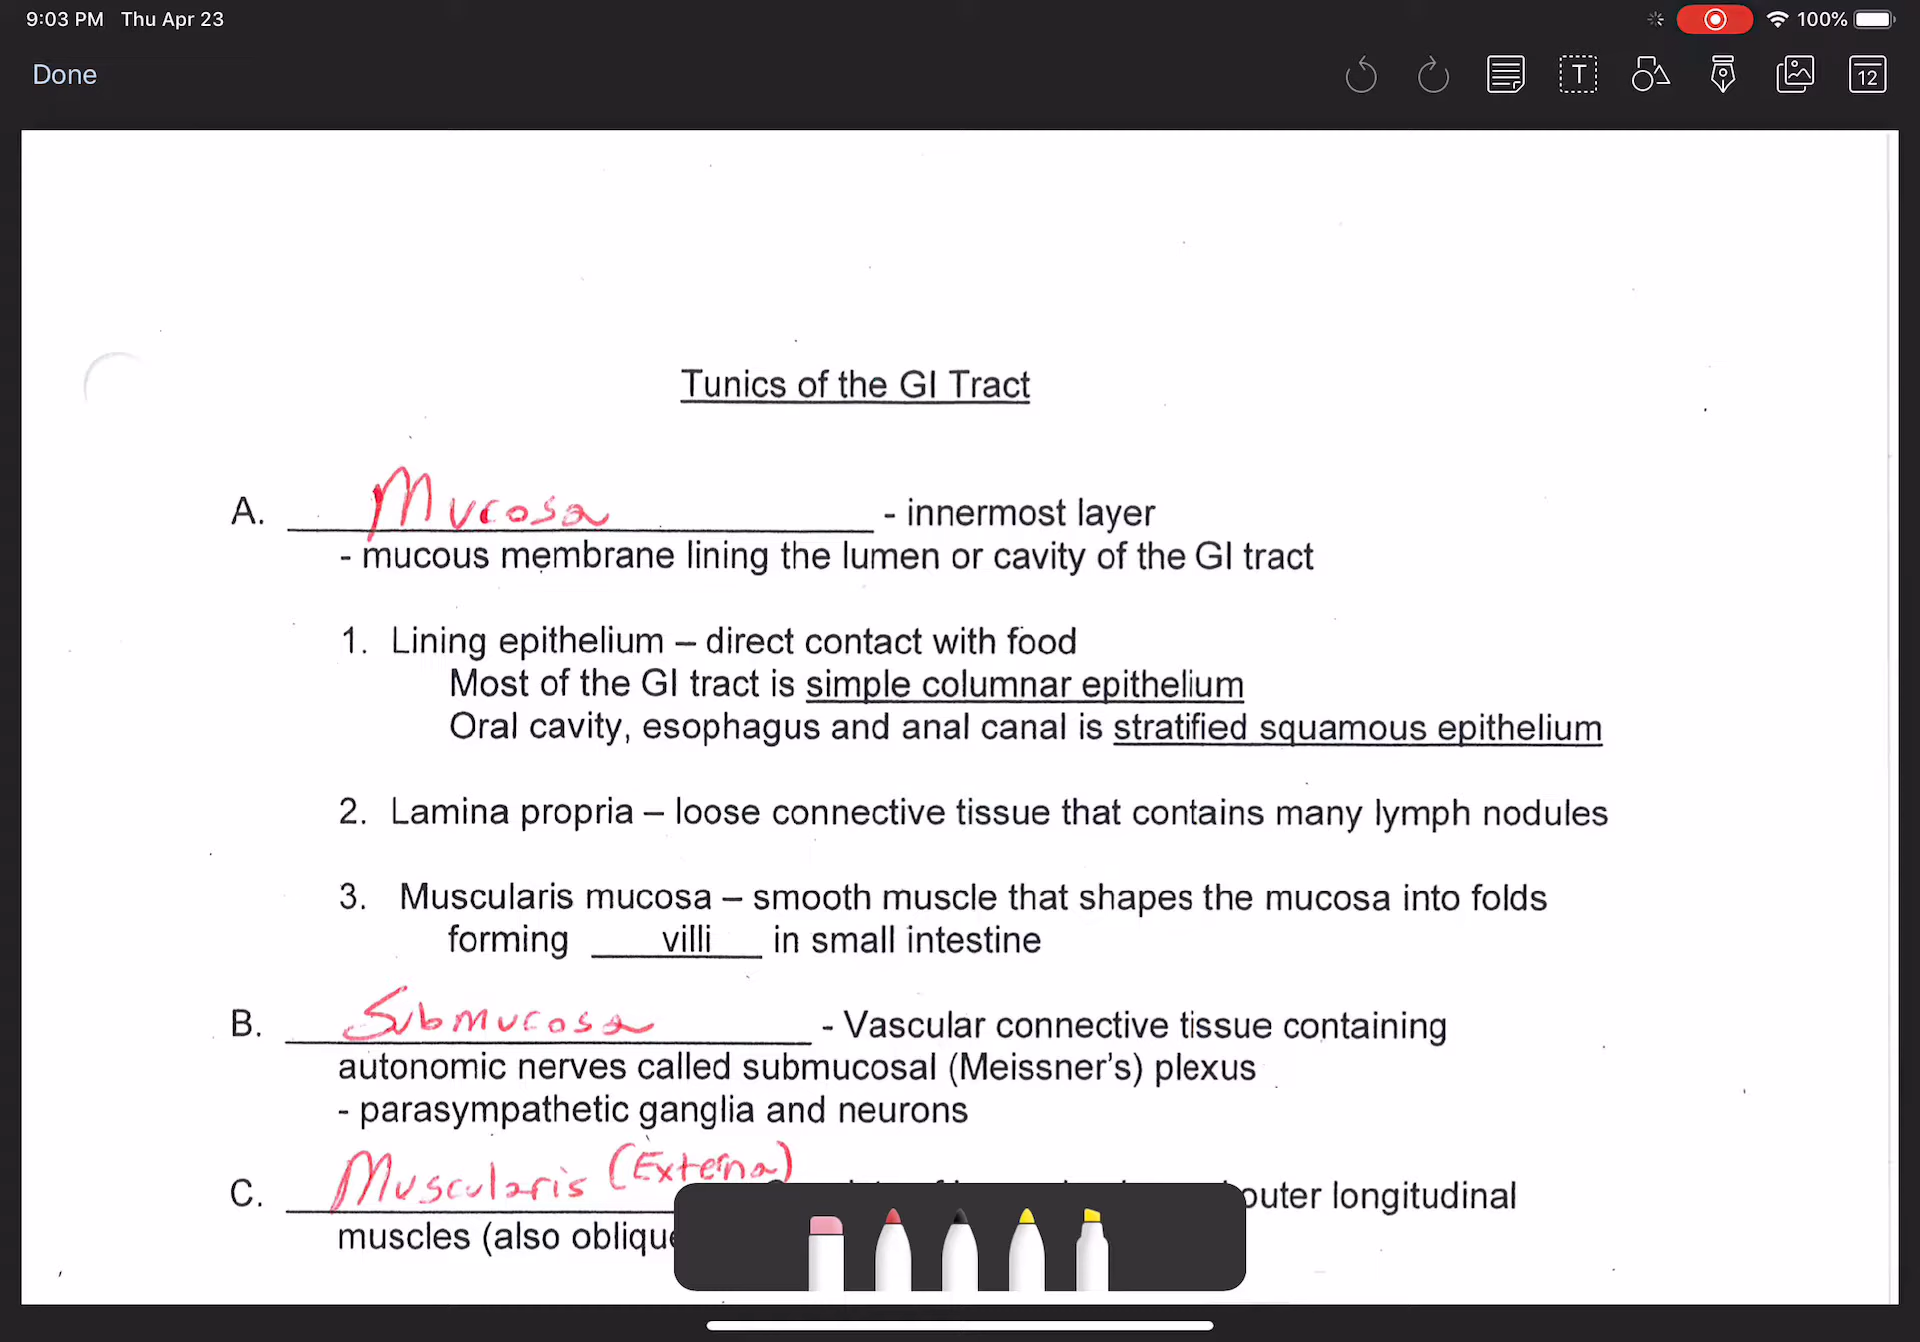 9:03 PM Thu Apr 23
100%
Done
T
12
Tunics of the GI Tract
A. Mucosa - innermost layer
- mucous membrane lining the lumen or cavity of the GI tract
1. Lining epithelium – direct contact with food
Most of the GI tract is simple columnar epithelium
Oral cavity, esophagus and anal canal is stratified squamous epithelium
2. Lamina propria – loose connective tissue that contains many lymph nodules
3. Muscularis mucosa – smooth muscle that shapes the mucosa into folds
forming villi in small intestine
B. Submucosa - Vascular connective tissue containing
autonomic nerves called submucosal (Meissner's) plexus
- parasympathetic ganglia and neurons
C. Muscularis (Externa) outer longitudinal
muscles (also